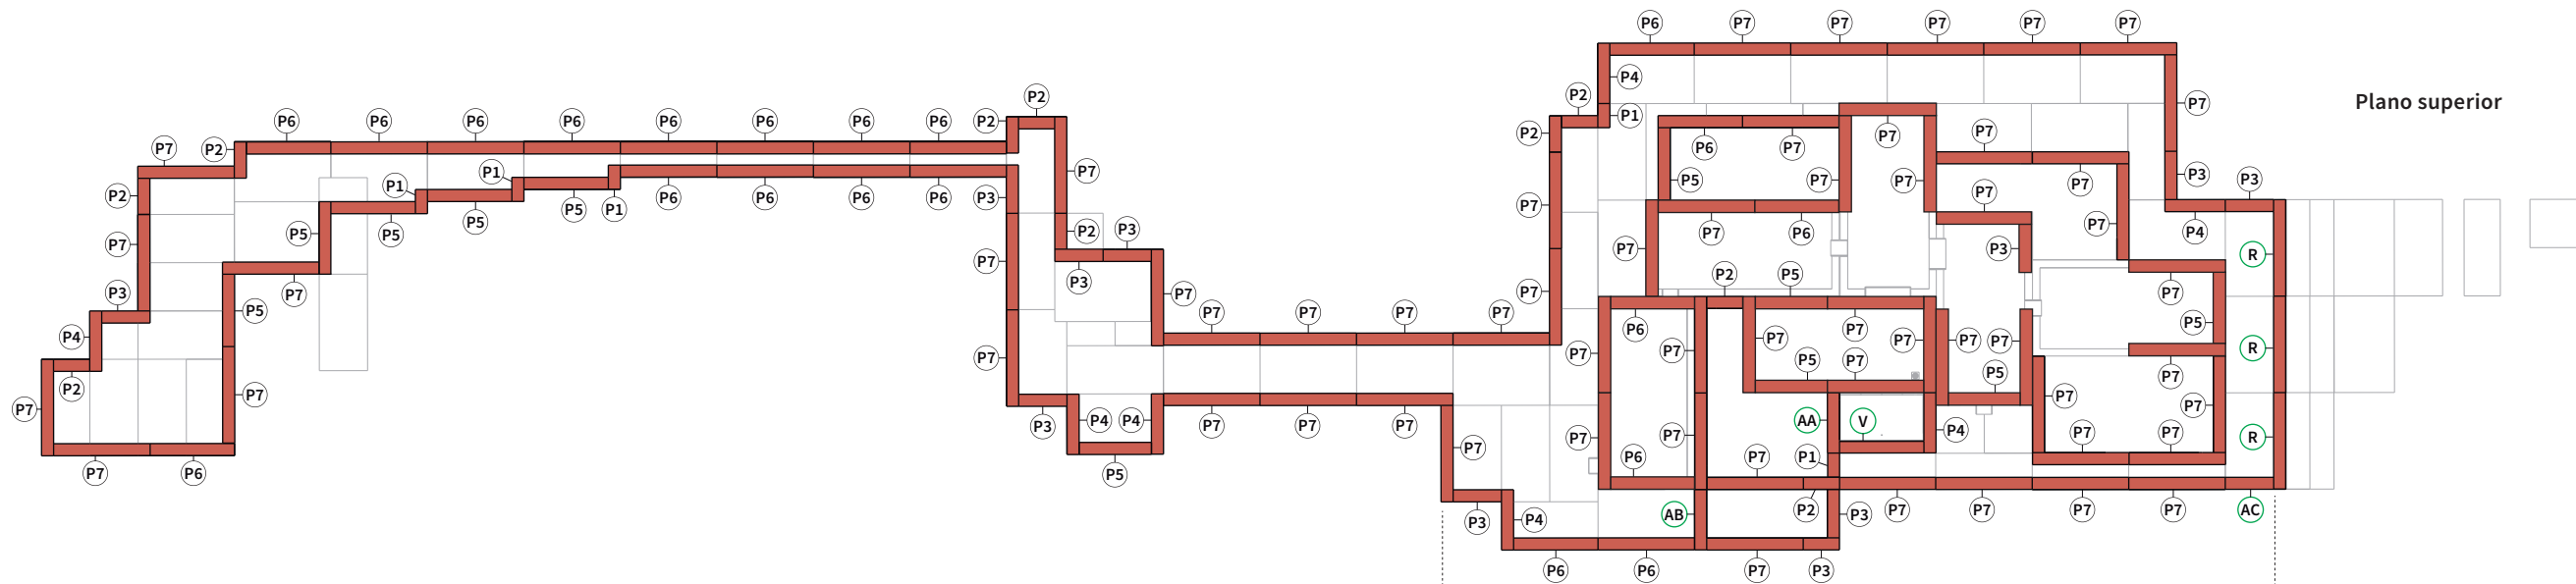 P6 P7 P7 P7 P7 P7
P4 P7
Plano superior
P2 P2 P1
P6 P6 P6 P6 P6 P6 P6 P6 P2 P2 P7 P7
P7 P2 P6 P7 P7
P1 P1 P7 P5 P7 P7 P7 P3 P3
P2 P5 P5 P5 P1 P6 P6 P6 P6 P3 P7 P7
P7 P5 P2 P3 P7 P7 P6 P3 P7 P4
P7 P3 P2 P5 R
P3 P7 P5 P7 P7 P7 P7
P4 P7 P7 P7 P7 P6 P7 P7 P5
P2 P7 P7 P7 P7 P7 P7 P7 R
P5 P7 P5 P7
P7 P7 P3 P4 P4 P7 P7 P7 P7 P7
P7 P7 AA V P4 P7 P7 R
P7 P6 P5 P7 P6 P7 P1
P3 P4 AB P2 P3 P7 P7 P7 P7 AC
P6 P6 P7 P3